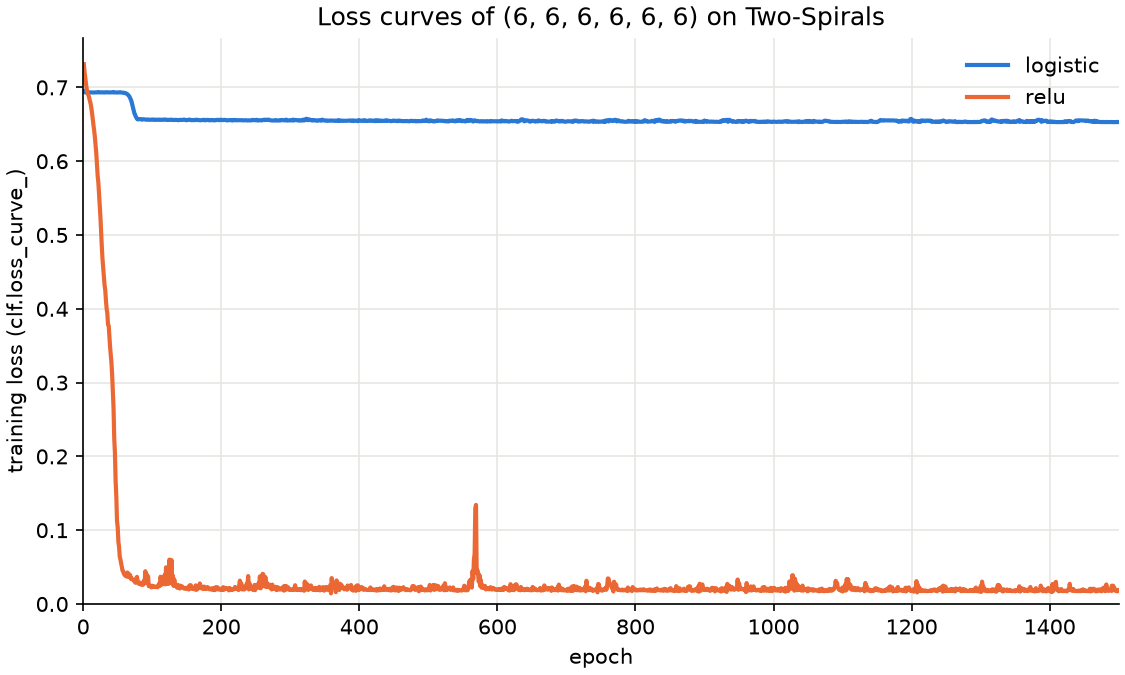 Loss curves of (6, 6, 6, 6, 6, 6) on Two-Spirals
logistic
relu
training loss (clf.loss_curve_)
0.7
0.6
0.5
0.4
0.3
0.2
0.1
0.0
0 200 400 600 800 1000 1200 1400
epoch